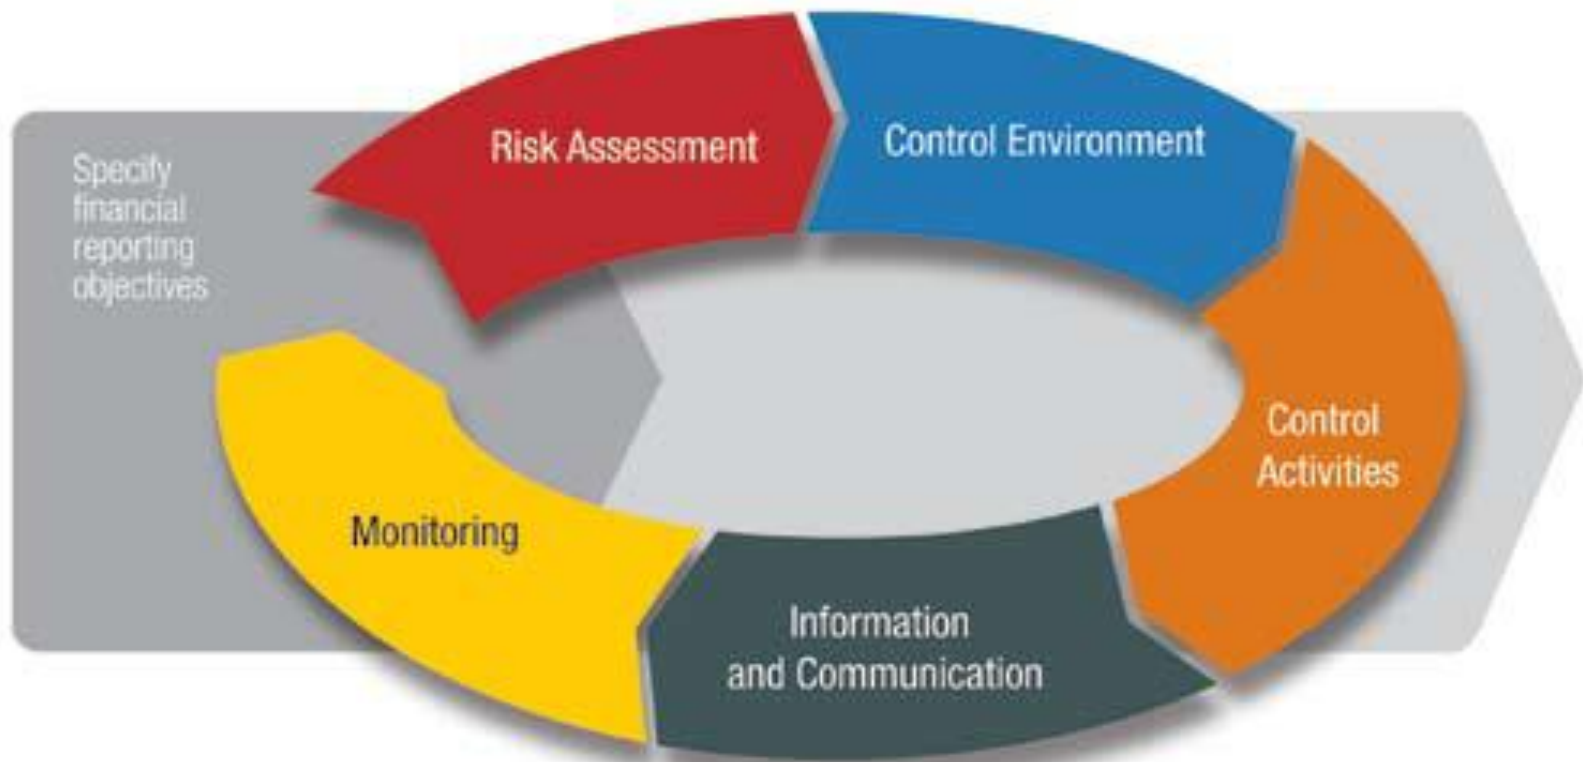 Specify
financial
reporting
objectives
Risk Assessment
Control Environment
Control
Activities
Information
and Communication
Monitoring